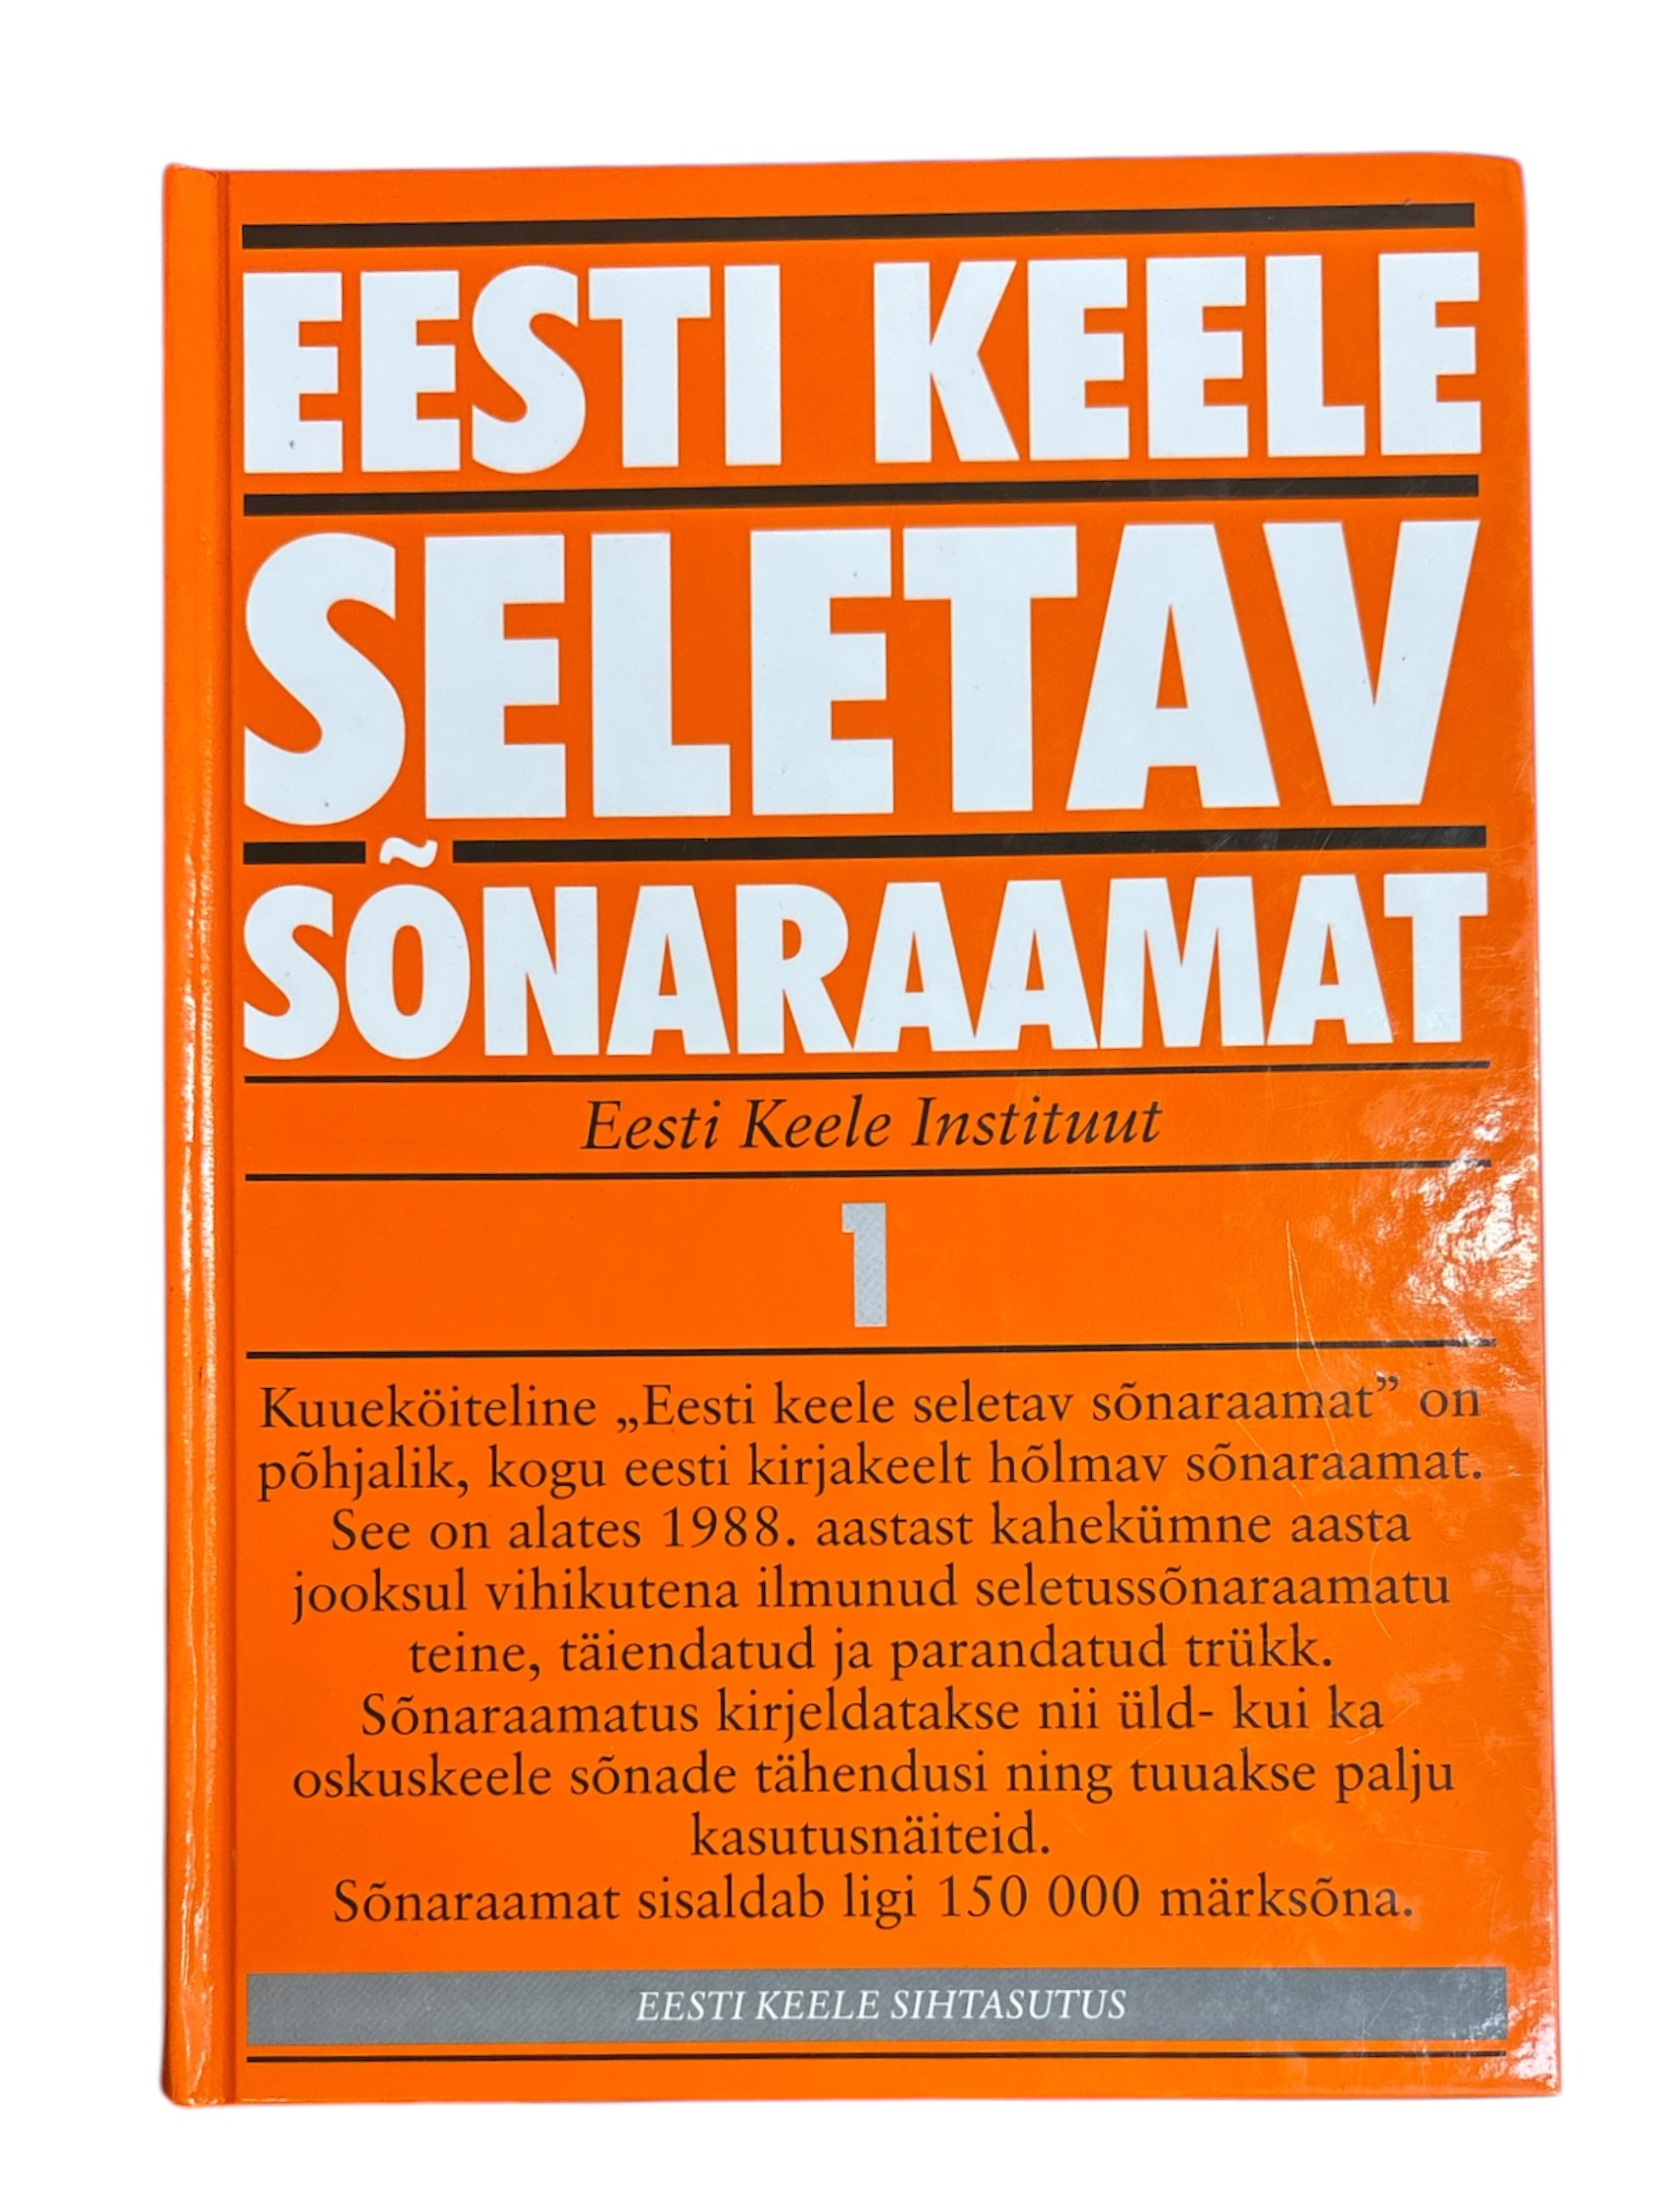 EESTI KEELE
SELETAV
SÕNARAAMAT
Eesti Keele Instituut
1
Kuueköiteline „Eesti keele seletav sõnaraamat” on
põhjalik, kogu eesti kirjakeelt hõlmav sõnaraamat.
See on alates 1988. aastast kahekümne aasta
jooksul vihikutena ilmunud seletussõnaraamatu
teine, täiendatud ja parandatud trükk.
Sõnaraamatus kirjeldatakse nii üld- kui ka
oskuskeele sõnade tähendusi ning tuuakse palju
kasutusnäiteid.
Sõnaraamat sisaldab ligi 150 000 märksõna.
EESTI KEELE SIHTASUTUS